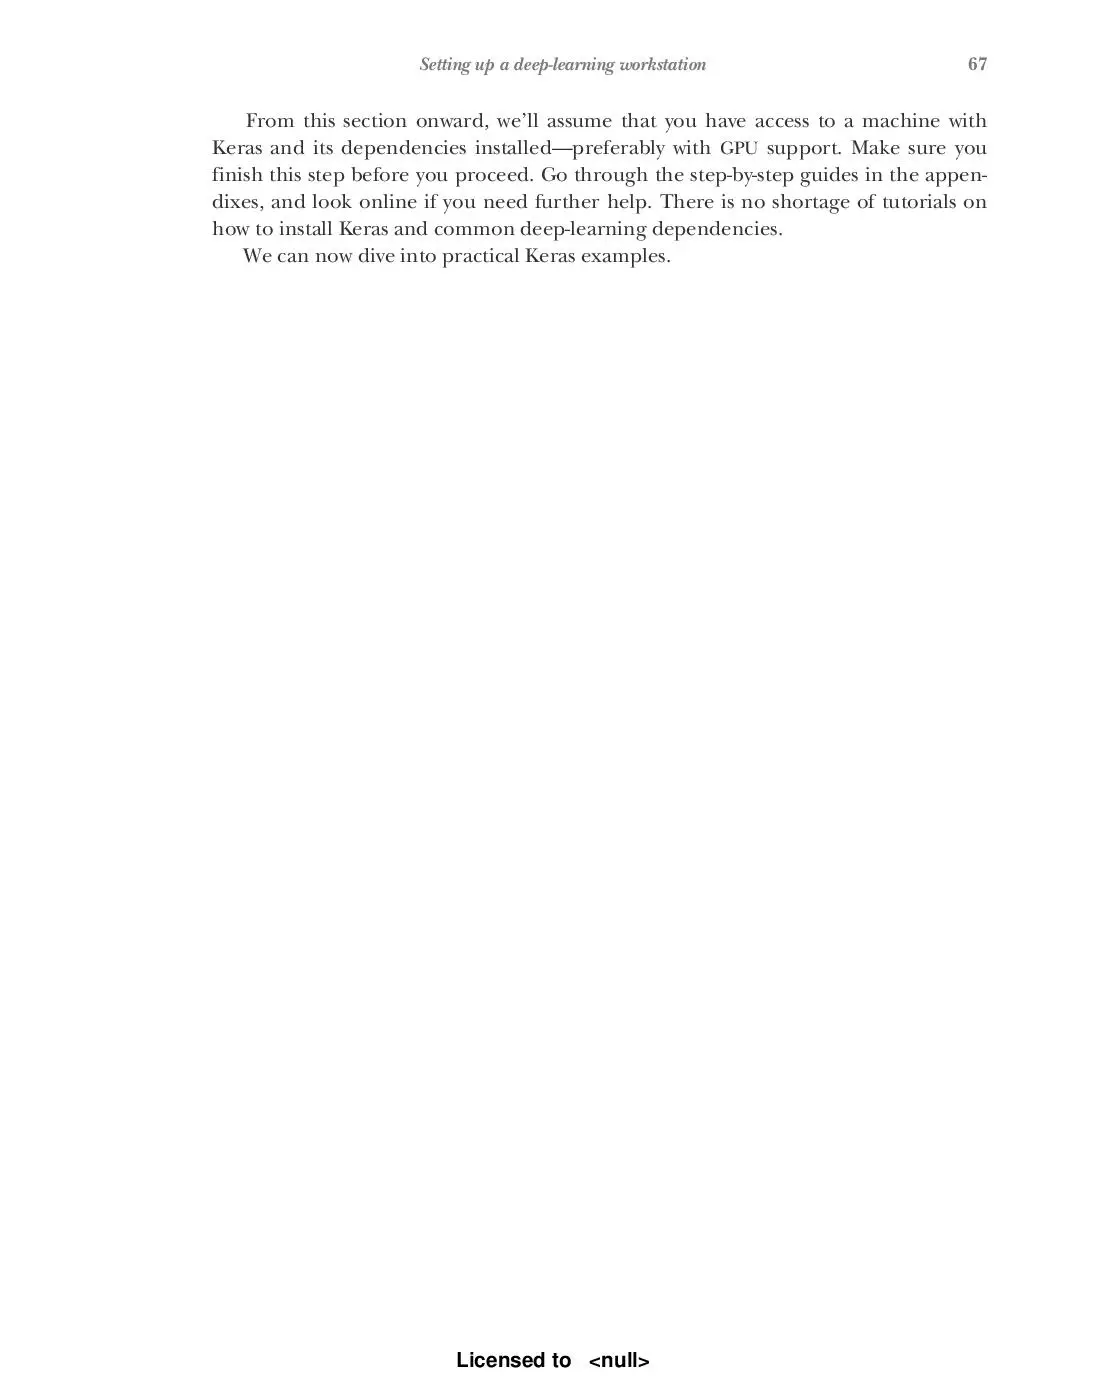 Setting up a deep-learning workstation 67
From this section onward, we’ll assume that you have access to a machine with
Keras and its dependencies installed—preferably with GPU support. Make sure you
finish this step before you proceed. Go through the step-by-step guides in the appen-
dixes, and look online if you need further help. There is no shortage of tutorials on
how to install Keras and common deep-learning dependencies.
We can now dive into practical Keras examples.
Licensed to <null>